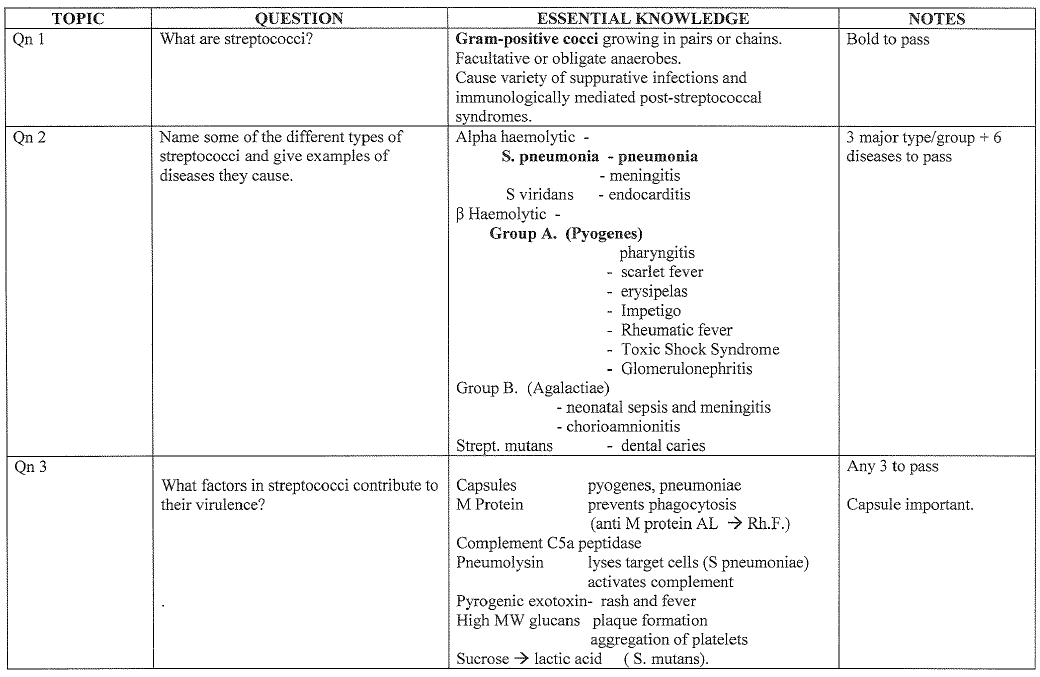 TOPIC QUESTION ESSENTIAL KNOWLEDGE NOTES
Qn 1 What are streptococci? Gram-positive cocci growing in pairs or chains. Bold to pass
Facultative or obligate anaerobes.
Cause variety of suppurative infections and
immunologically mediated post-streptococcal
syndromes.
Qn 2 Name some of the different types of Alpha haemolytic - 3 major type/group + 6
streptococci and give examples of S. pneumonia - pneumonia diseases to pass
diseases they cause. - meningitis
S viridans - endocarditis
β Haemolytic -
Group A. (Pyogenes)
pharyngitis
- scarlet fever
- erysipelas
- Impetigo
- Rheumatic fever
- Toxic Shock Syndrome
- Glomerulonephritis
Group B. (Agalactiae)
- neonatal sepsis and meningitis
- chorioamnionitis
Strept. mutans - dental caries
Qn 3 Any 3 to pass
What factors in streptococci contribute to Capsules pyogenes, pneumoniae
their virulence? M Protein prevents phagocytosis Capsule important.
(anti M protein AL → Rh.F.)
Complement C5a peptidase
Pneumolysin lyses target cells (S pneumoniae)
activates complement
Pyrogenic exotoxin- rash and fever
High MW glucans plaque formation
aggregation of platelets
Sucrose → lactic acid ( S. mutans).